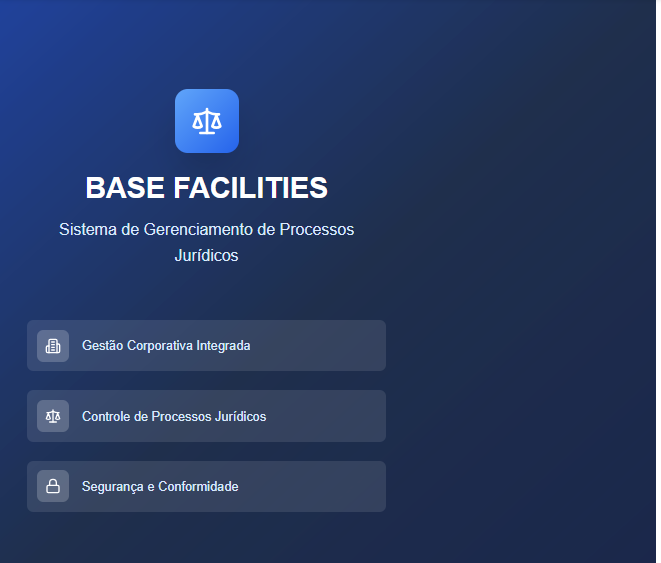 BASE FACILITIES
Sistema de Gerenciamento de Processos
Jurídicos
Gestão Corporativa Integrada
Controle de Processos Jurídicos
Segurança e Conformidade